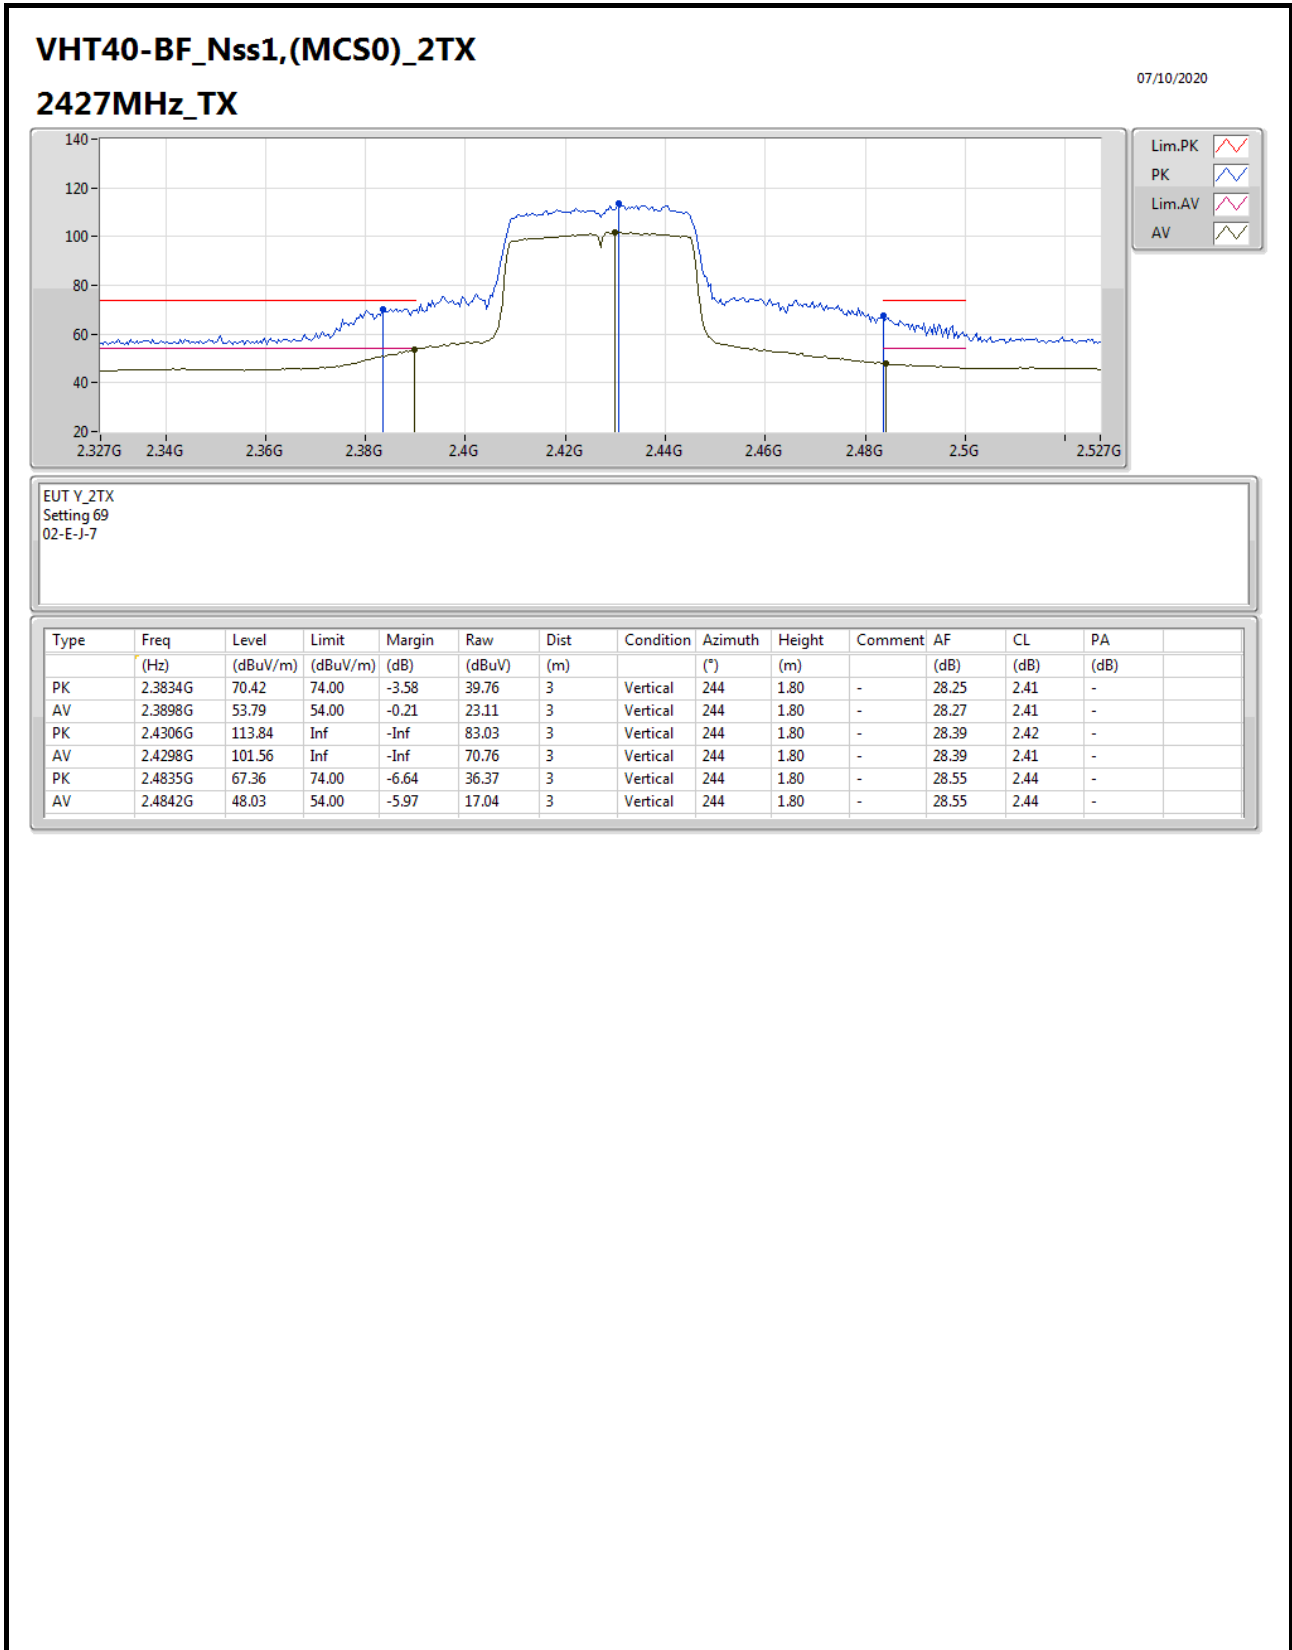 VHT40-BF_Nss1,(MCS0)_2TX
07/10/2020
2427MHz_TX
140
120
100
80
60
40
20
2.327G 2.34G 2.36G 2.38G 2.4G 2.42G 2.44G 2.46G 2.48G 2.5G 2.527G
Lim.PK
PK
Lim.AV
AV
EUT Y_2TX
Setting 69
02-E-J-7
Type Freq Level Limit Margin Raw Dist Condition Azimuth Height Comment AF CL PA
(Hz) (dBuV/m) (dBuV/m) (dB) (dBuV) (m) (°) (m) (dB) (dB) (dB)
PK 2.3834G 70.42 74.00 -3.58 39.76 3 Vertical 244 1.80 - 28.25 2.41 -
AV 2.3898G 53.79 54.00 -0.21 23.11 3 Vertical 244 1.80 - 28.27 2.41 -
PK 2.4306G 113.84 Inf -Inf 83.03 3 Vertical 244 1.80 - 28.39 2.42 -
AV 2.4298G 101.56 Inf -Inf 70.76 3 Vertical 244 1.80 - 28.39 2.41 -
PK 2.4835G 67.36 74.00 -6.64 36.37 3 Vertical 244 1.80 - 28.55 2.44 -
AV 2.4842G 48.03 54.00 -5.97 17.04 3 Vertical 244 1.80 - 28.55 2.44 -